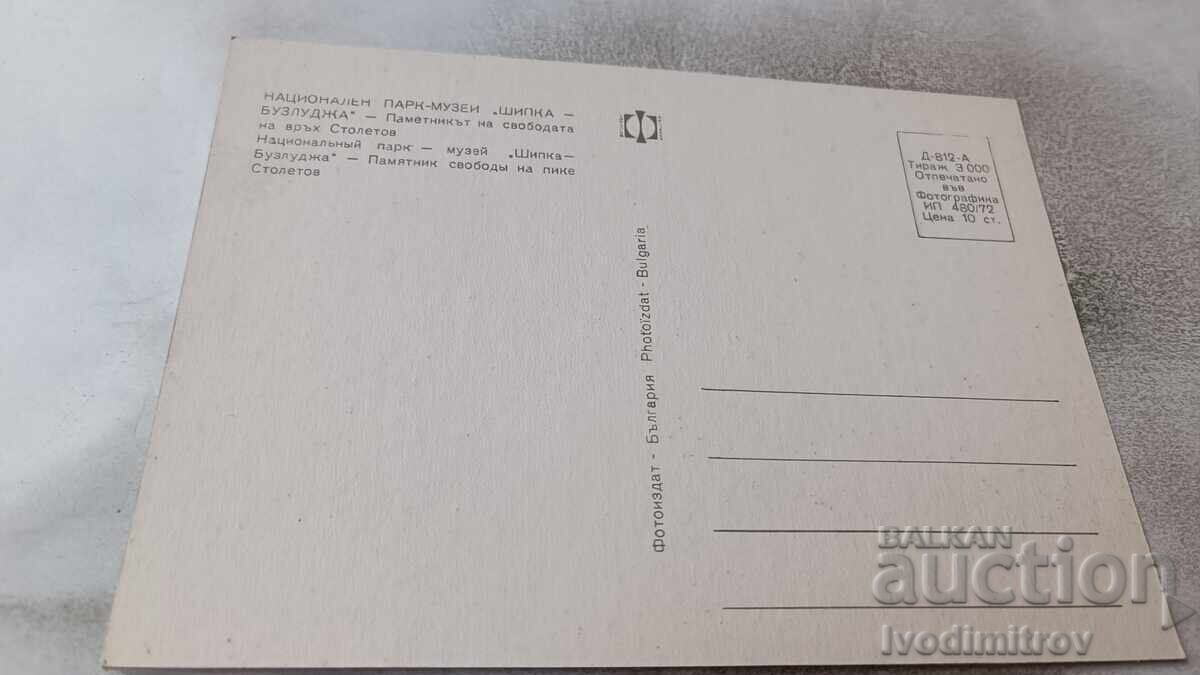 НАЦИОНАЛЕН ПАРК-МУЗЕЙ „ШИПКА –
БУЗЛУДЖА" – Паметникът на свободата
на връх Столетов
Национальный парк – музей „Шипка–
Бузлуджа" – Памятник свободы на пике
Столетов
Д-812-А
Тираж 3 000
Отпечатано
във
Фотографика
ИП 480/72
Цена 10 ст.
Фотоиздат - България Photoizdat - Bulgaria
BALKAN
auction
Ivodimitrov